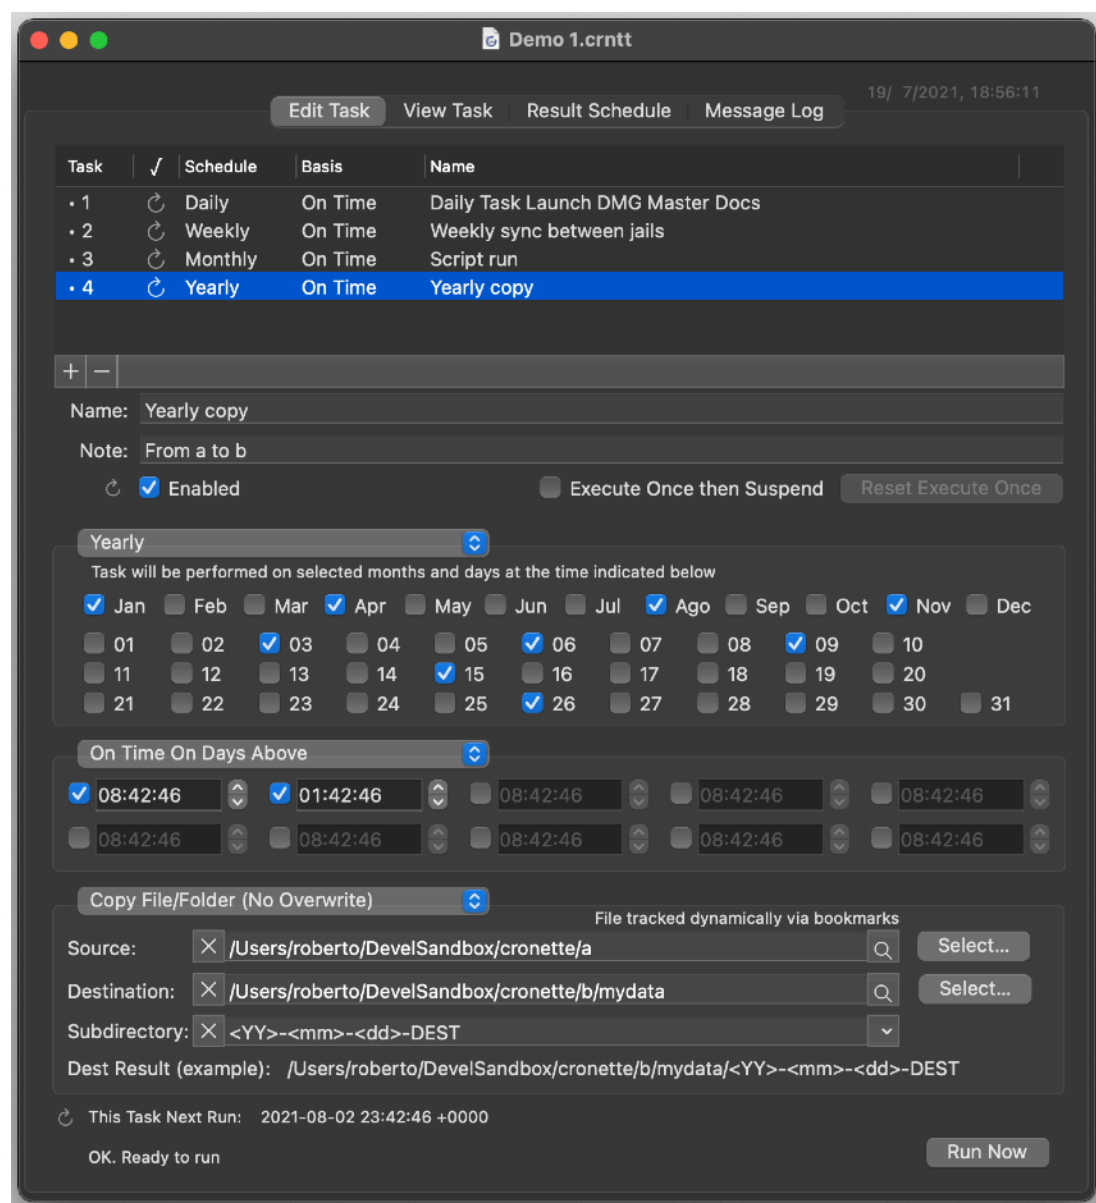 Demo 1.crntt
19/ 7/2021, 18:56:11
Edit Task View Task Result Schedule Message Log
Task √ Schedule Basis Name
• 1 Daily On Time Daily Task Launch DMG Master Docs
• 2 Weekly On Time Weekly sync between jails
• 3 Monthly On Time Script run
• 4 Yearly On Time Yearly copy
+ −
Name: Yearly copy
Note: From a to b
Enabled Execute Once then Suspend Reset Execute Once
Yearly
Task will be performed on selected months and days at the time indicated below
Jan Feb Mar Apr May Jun Jul Ago Sep Oct Nov Dec
01 02 03 04 05 06 07 08 09 10
11 12 13 14 15 16 17 18 19 20
21 22 23 24 25 26 27 28 29 30 31
On Time On Days Above
08:42:46 01:42:46 08:42:46 08:42:46 08:42:46
08:42:46 08:42:46 08:42:46 08:42:46 08:42:46
Copy File/Folder (No Overwrite)
File tracked dynamically via bookmarks
Source: /Users/roberto/DevelSandbox/cronette/a Select...
Destination: /Users/roberto/DevelSandbox/cronette/b/mydata Select...
Subdirectory: <YY>-<mm>-<dd>-DEST
Dest Result (example): /Users/roberto/DevelSandbox/cronette/b/mydata/<YY>-<mm>-<dd>-DEST
This Task Next Run: 2021-08-02 23:42:46 +0000
OK. Ready to run Run Now